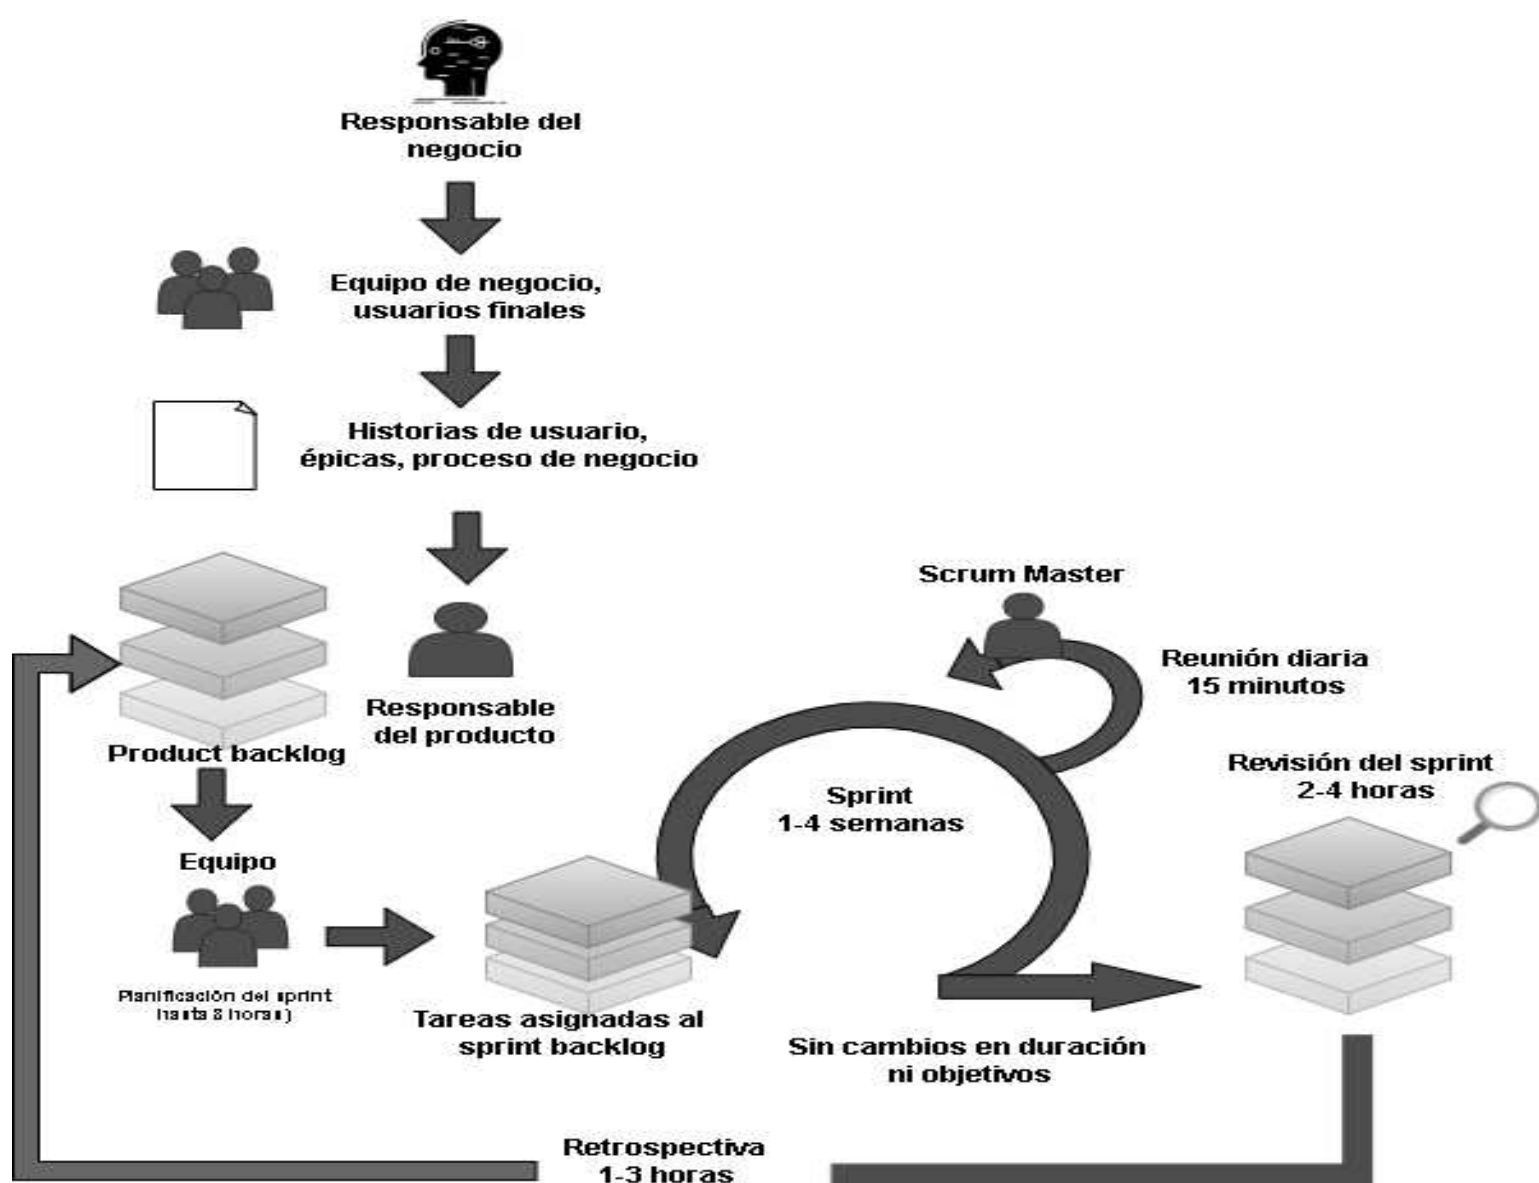 Responsable del
negocio
Equipo de negocio,
usuarios finales
Historias de usuario,
épicas, proceso de negocio
Responsable
del producto
Product backlog
Equipo
Planificación del sprint
hasta 8 horas)
Tareas asignadas al
sprint backlog
Scrum Master
Reunión diaria
15 minutos
Sprint
1-4 semanas
Revisión del sprint
2-4 horas
Sin cambios en duración
ni objetivos
Retrospectiva
1-3 horas